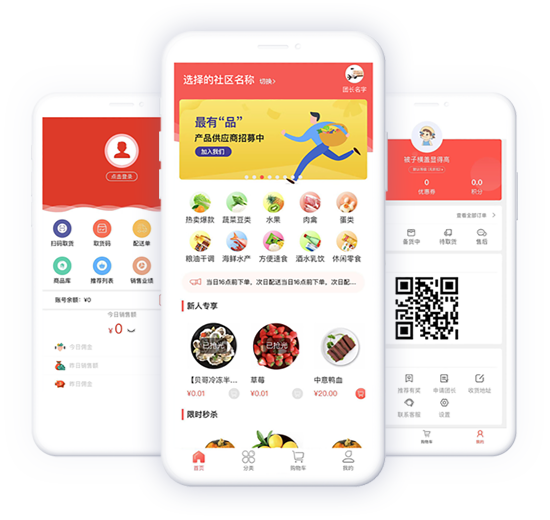 选择的社区名称 切换>
团长名字
最有“品”
产品供应商招募中
加入我们
热卖爆款 蔬菜豆类 水果 肉禽 蛋类
粮油干调 海鲜水产 方便速食 酒水乳饮 休闲零食
当日16点前下单，次日配送当日16点前下单，次日配...
新人专享
已抢光 已抢光
【贝哥冷冻半... 草莓 中意鸭血
¥0.01 ¥0.01 ¥20.00
限时秒杀
首页 分类 购物车 我的
点击登录
扫码取货 取货码 配送单
商品库 推荐列表 销售业绩
账号余额：¥0
今日销售额
¥0
今日佣金
昨日销售额
昨日佣金
0 0.0
优惠券 积分
查看全部订单 >
备货中 待取货 售后
推荐有奖 申请团长 收货地址
联系客服 设置
购物车 我的